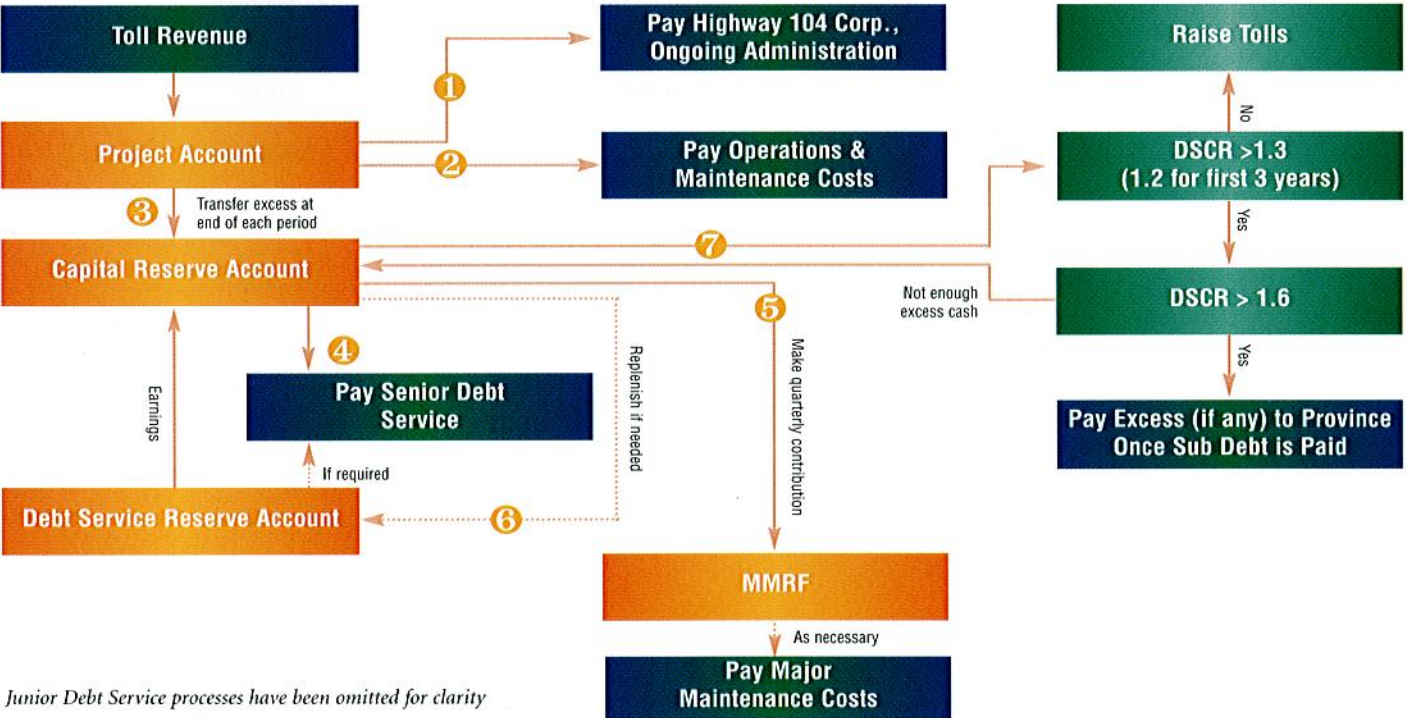 Toll Revenue
Pay Highway 104 Corp.,
Ongoing Administration
Raise Tolls
1
No
Project Account
2
Pay Operations &
Maintenance Costs
DSCR >1.3
(1.2 for first 3 years)
3
Transfer excess at
end of each period
Yes
7
Capital Reserve Account
Not enough
excess cash
DSCR > 1.6
5
4
Yes
Earnings
Replenish if needed
Make quarterly contribution
Pay Senior Debt
Service
Pay Excess (if any) to Province
Once Sub Debt is Paid
If required
Debt Service Reserve Account
6
MMRF
As necessary
Pay Major
Maintenance Costs
Junior Debt Service processes have been omitted for clarity